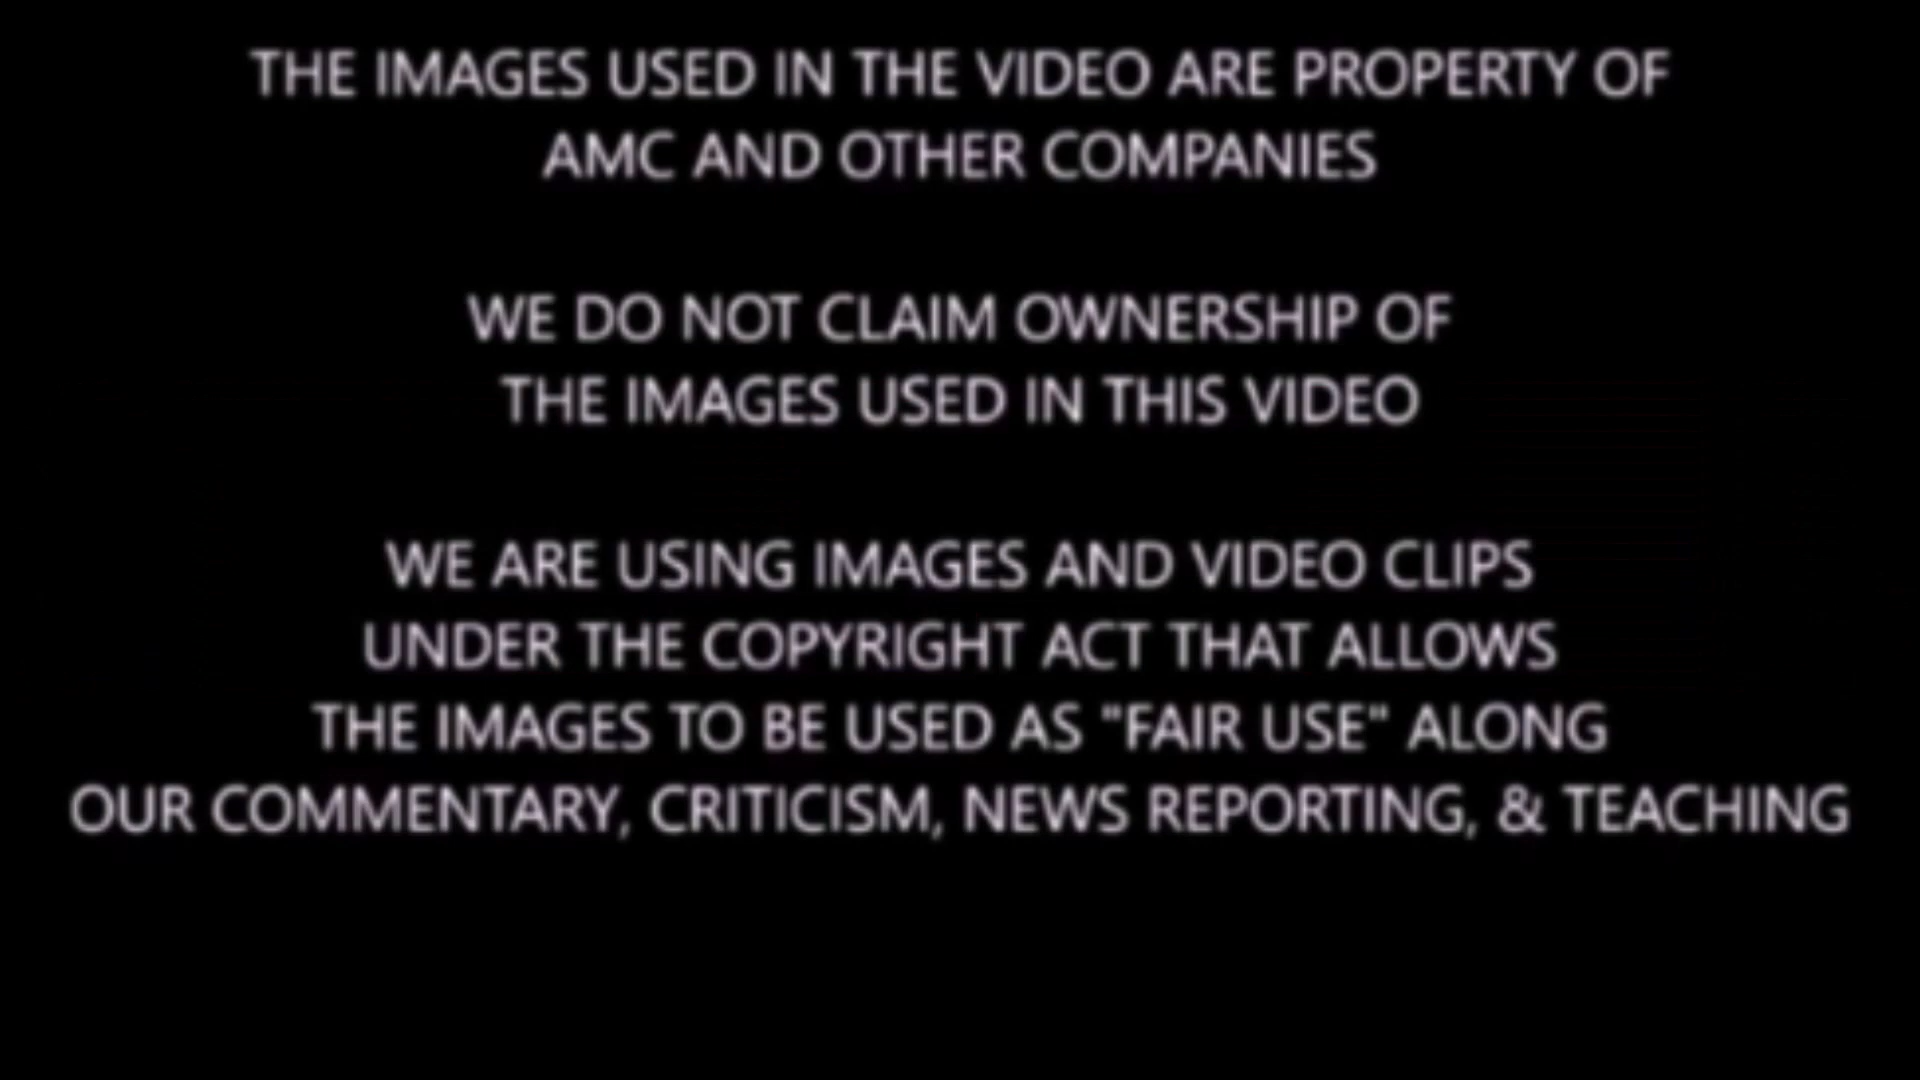 THE IMAGES USED IN THE VIDEO ARE PROPERTY OF
AMC AND OTHER COMPANIES
WE DO NOT CLAIM OWNERSHIP OF
THE IMAGES USED IN THIS VIDEO
WE ARE USING IMAGES AND VIDEO CLIPS
UNDER THE COPYRIGHT ACT THAT ALLOWS
THE IMAGES TO BE USED AS "FAIR USE" ALONG
OUR COMMENTARY, CRITICISM, NEWS REPORTING, & TEACHING